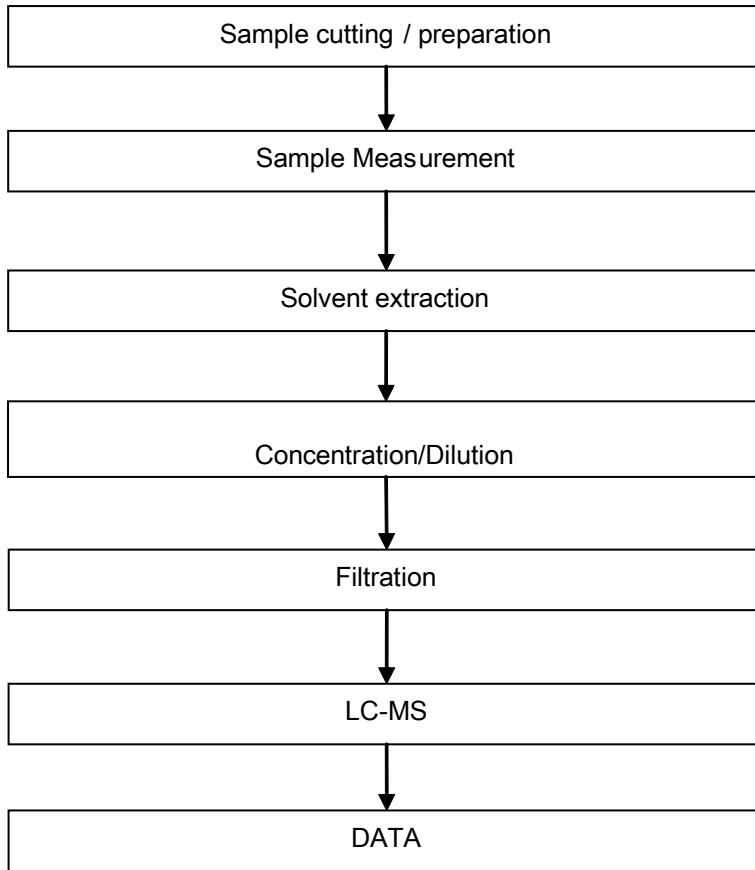 Sample cutting / preparation
Sample Measurement
Solvent extraction
Concentration/Dilution
Filtration
LC-MS
DATA